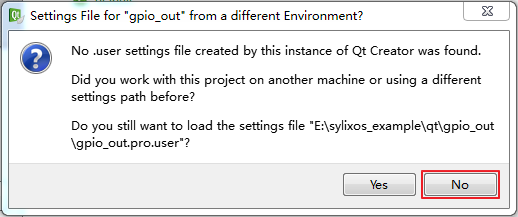 Settings File for "gpio_out" from a different Environment?
No .user settings file created by this instance of Qt Creator was found.
Did you work with this project on another machine or using a different
settings path before?
Do you still want to load the settings file "E:\sylixos_example\qt\gpio_out
\gpio_out.pro.user"?
Yes
No